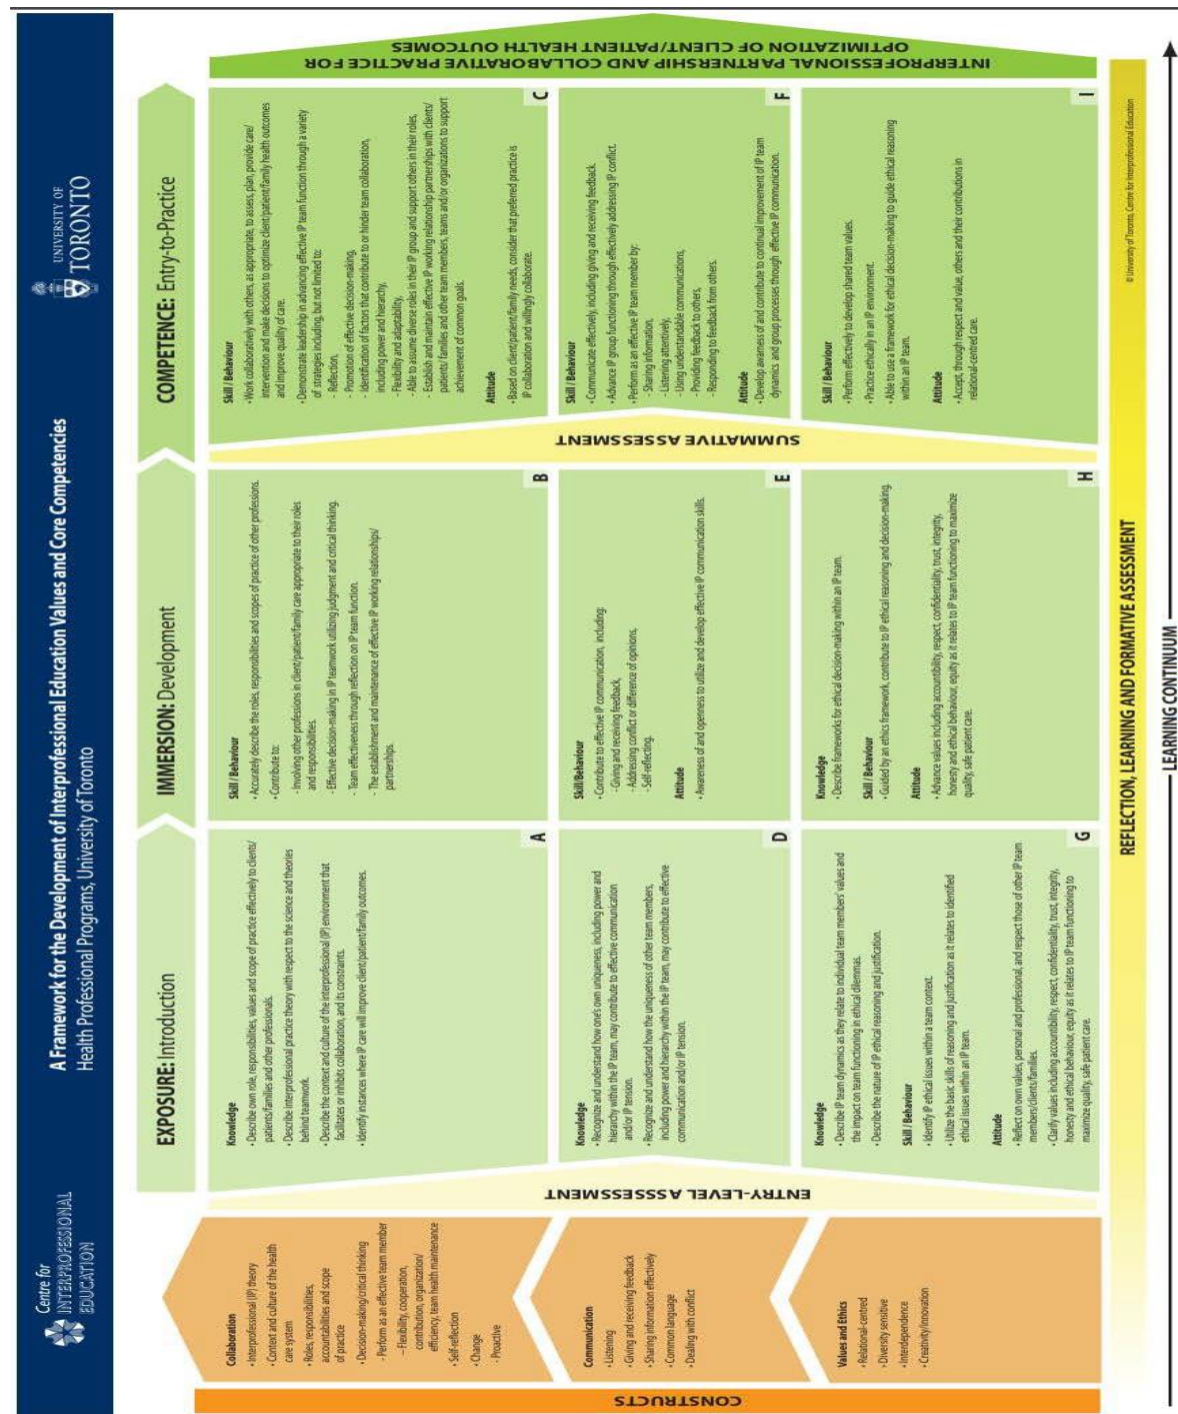 Centre for
INTERPROFESSIONAL
EDUCATION
A Framework for the Development of Interprofessional Education Values and Core Competencies
Health Professional Programs, University of Toronto
UNIVERSITY OF
TORONTO
CONSTRUCTS
Collaboration
• Interprofessional (IP) theory
• Context and culture of the health
care system
• Roles, responsibilities,
accountabilities and scope
of practice
• Decision-making/critical thinking
- Perform as an effective team member
– Flexibility, cooperation,
contribution, organization/
efficiency, team health maintenance
• Self-reflection
• Change
- Proactive
Communication
• Listening
• Giving and receiving feedback
• Sharing information effectively
• Common language
• Dealing with conflict
Values and Ethics
• Relational-centred
• Diversity sensitive
• Interdependence
• Creativity/Innovation
ENTRY-LEVEL ASSESSMENT
EXPOSURE: Introduction
Knowledge
• Describe own role, responsibilities, values and scope of practice effectively to clients/
patients/families and other professionals.
• Describe interprofessional practice theory with respect to the science and theories
behind teamwork.
• Describe the context and culture of the interprofessional (IP) environment that
facilitates or inhibits collaboration, and its constraints.
• Identify instances where IP care will improve client/patient/family outcomes.
A
Knowledge
• Recognize and understand how one's own uniqueness, including power and
hierarchy within the IP team, may contribute to effective communication
and/or IP tension.
• Recognize and understand how the uniqueness of other team members,
including power and hierarchy within the IP team, may contribute to effective
communication and/or IP tension.
D
Knowledge
• Describe IP team dynamics as they relate to individual team members' values and
the impact on team functioning in ethical dilemmas.
• Describe the nature of IP ethical reasoning and justification.
Skill / Behaviour
• Identify IP ethical issues within a team context.
• Utilize the basic skills of reasoning and justification as it relates to identified
ethical issues within an IP team.
Attitude
• Reflect on own values, personal and professional, and respect those of other IP team
members/clients/families.
• Clarify values including accountability, respect, confidentiality, trust, integrity,
honesty and ethical behaviour, equity as it relates to IP team functioning to
maximize quality, safe patient care.
G
IMMERSION: Development
Skill / Behaviour
• Accurately describe the roles, responsibilities and scopes of practice of other professions.
• Contribute to:
- Involving other professions in client/patient/family care appropriate to their roles
and responsibilities.
- Effective decision-making in IP teamwork utilizing judgment and critical thinking.
- Team effectiveness through reflection on IP team function.
- The establishment and maintenance of effective IP working relationships/
partnerships.
B
Skill/Behaviour
• Contribute to effective IP communication, including:
- Giving and receiving feedback,
- Addressing conflict or difference of opinions,
- Self-reflecting.
Attitude
• Awareness of and openness to utilize and develop effective IP communication skills.
E
Knowledge
• Describe frameworks for ethical decision-making within an IP team.
Skill / Behaviour
• Guided by an ethics framework, contribute to IP ethical reasoning and decision-making.
Attitude
• Advance values including accountability, respect, confidentiality, trust, integrity,
honesty and ethical behaviour, equity as it relates to IP team functioning to maximize
quality, safe patient care.
H
SUMMATIVE ASSESSMENT
COMPETENCE: Entry-to-Practice
Skill / Behaviour
• Work collaboratively with others, as appropriate, to assess, plan, provide care/
intervention and make decisions to optimize client/patient/family health outcomes
and improve quality of care.
• Demonstrate leadership in advancing effective IP team function through a variety
of strategies including, but not limited to:
- Reflection,
- Promotion of effective decision-making,
- Identification of factors that contribute to or hinder team collaboration,
including power and hierarchy,
- Flexibility and adaptability,
• Able to assume diverse roles in their IP group and support others in their roles,
• Establish and maintain effective IP working relationship partnerships with clients/
patients/ families and other team members, teams and/or organizations to support
achievement of common goals.
Attitude
• Based on client/patient/family needs, consider that preferred practice is
IP collaboration and willingly collaborate.
C
Skill / Behaviour
• Communicate effectively, including giving and receiving feedback.
• Advance IP group functioning through effectively addressing IP conflict.
• Perform as an effective IP team member by:
- Sharing information,
- Listening attentively,
- Using understandable communications,
- Providing feedback to others,
- Responding to feedback from others.
Attitude
• Develop awareness of and contribute to continual improvement of IP team
dynamics and group processes through effective IP communication.
F
Skill / Behaviour
• Perform effectively to develop shared team values.
• Practice ethically in an IP environment.
• Able to use a framework for ethical decision-making to guide ethical reasoning
within an IP team.
Attitude
• Accept, through respect and value, others and their contributions in
relational-centred care.
I
INTERPROFESSIONAL PARTNERSHIP AND COLLABORATIVE PRACTICE FOR
OPTIMIZATION OF CLIENT/PATIENT HEALTH OUTCOMES
REFLECTION, LEARNING AND FORMATIVE ASSESSMENT
© University of Toronto, Centre for Interprofessional Education
LEARNING CONTINUUM